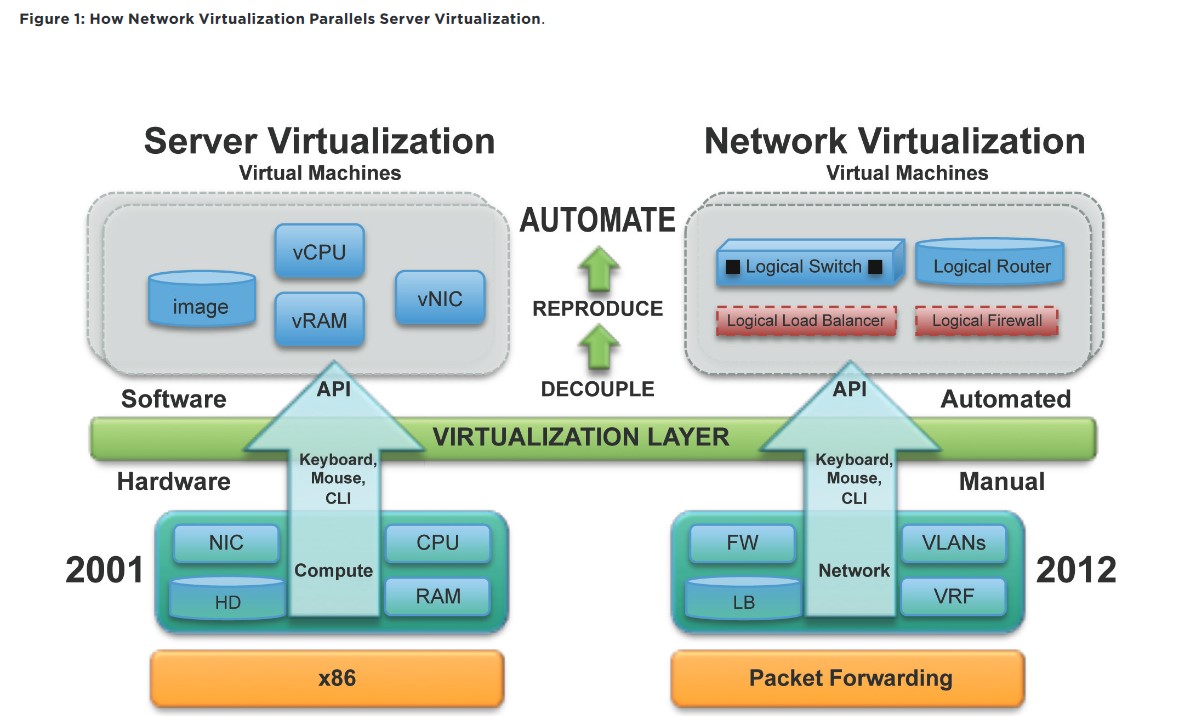 Figure 1: How Network Virtualization Parallels Server Virtualization.
Server Virtualization
Virtual Machines
vCPU
image
vRAM
vNIC
AUTOMATE
REPRODUCE
DECOUPLE
Network Virtualization
Virtual Machines
Logical Switch
Logical Router
Logical Load Balancer
Logical Firewall
Software
API
API
Automated
VIRTUALIZATION LAYER
Hardware
Keyboard,
Mouse,
CLI
Keyboard,
Mouse,
CLI
Manual
2001
NIC
CPU
HD
Compute
RAM
FW
VLANs
LB
Network
VRF
2012
x86
Packet Forwarding